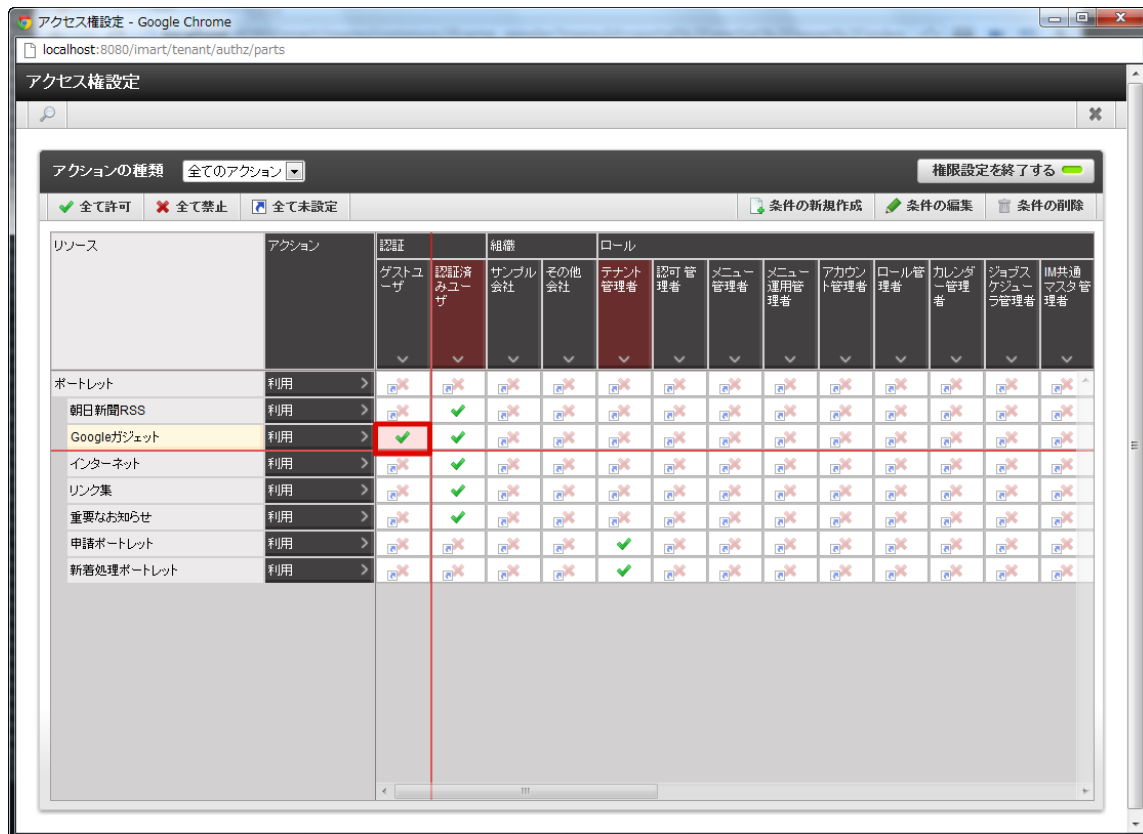 アクセス権設定 - Google Chrome
localhost:8080/imart/tenant/authz/parts
アクセス権設定
アクションの種類 全てのアクション 権限設定を終了する
全て許可 全て禁止 全て未設定 条件の新規作成 条件の編集 条件の削除
リソース アクション 認証 組織 ロール
ゲストユーザ 認証済みユーザ サンプル会社 その他会社 テナント管理者 認可管理者 メニュー管理者 メニュー運用管理者 アカウント管理者 ロール管理者 カレンダー管理者 ジョブスケジューラ管理者 IM共通マスタ管理者
ポートレット 利用
朝日新聞RSS 利用
Googleガジェット 利用
インターネット 利用
リンク集 利用
重要なお知らせ 利用
申請ポートレット 利用
新着処理ポートレット 利用